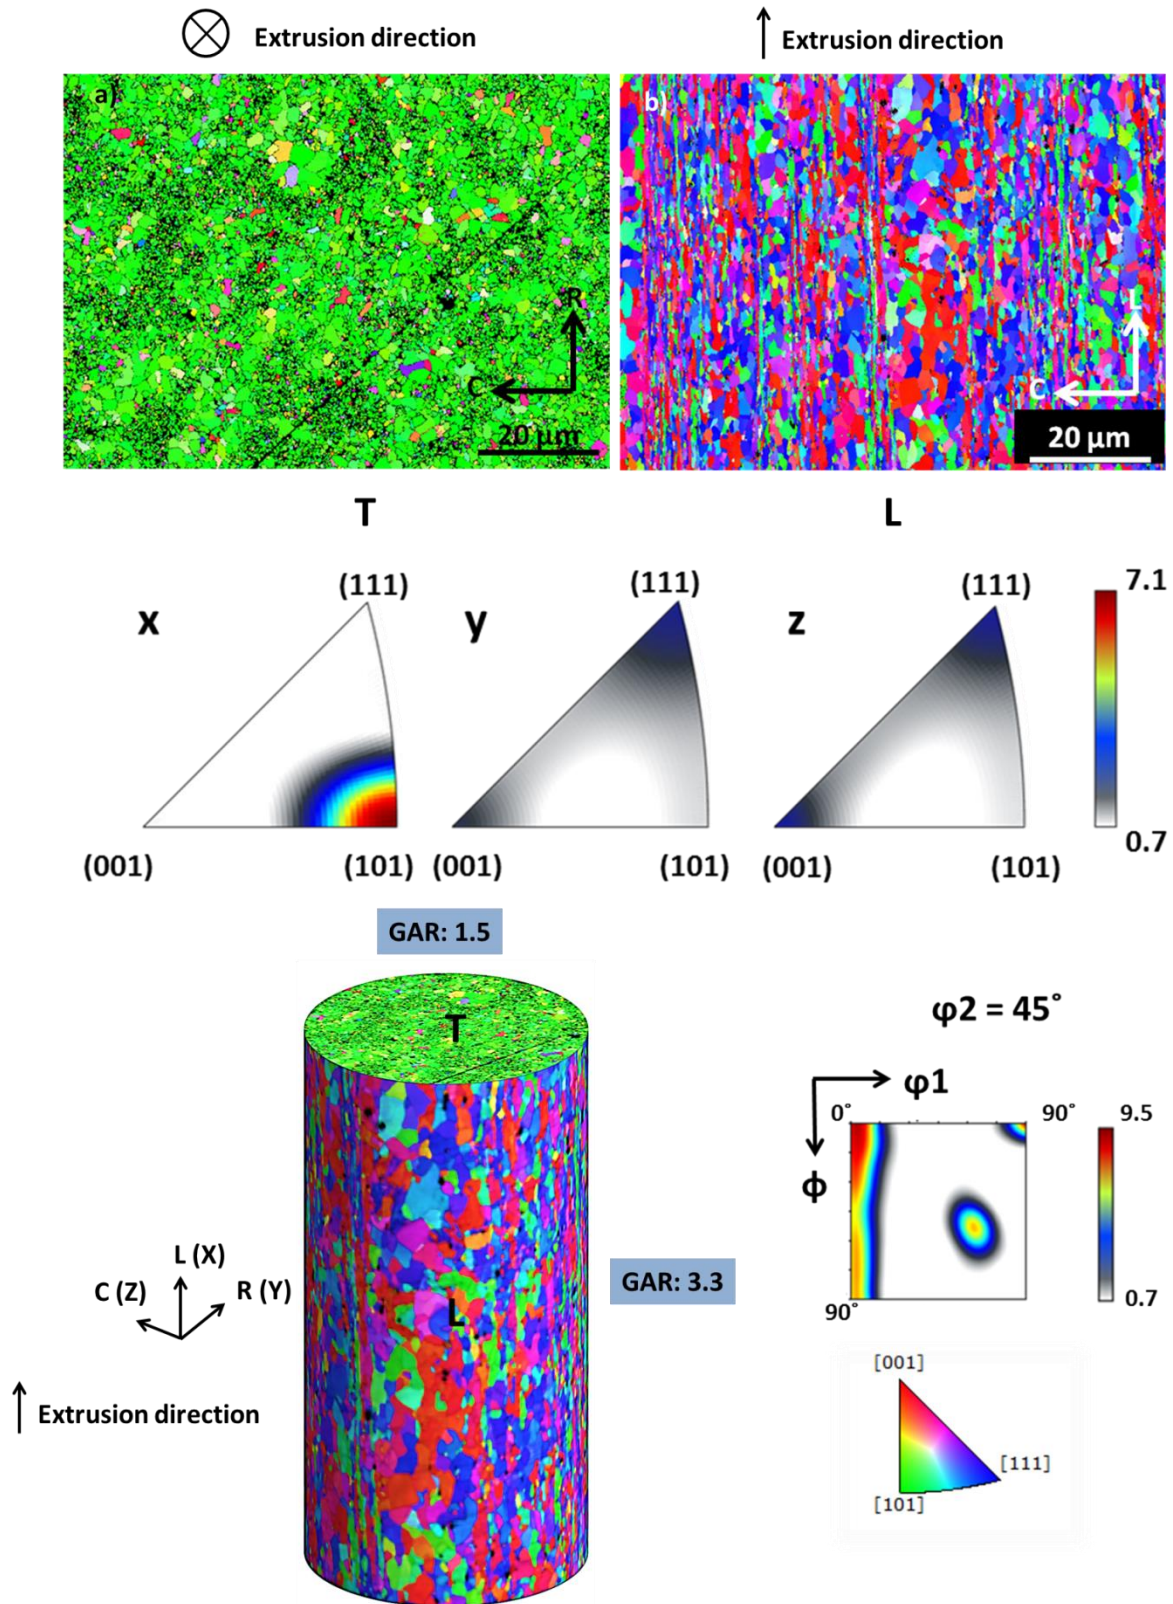 Extrusion direction
Extrusion direction
a)
b)
R
C
20 µm
L
C
20 µm
T
L
x
(111)
(001)
(101)
y
(111)
(001)
(101)
z
(111)
(001)
(101)
7.1
0.7
GAR: 1.5
T
L
GAR: 3.3
L (X)
C (Z)
R (Y)
Extrusion direction
φ2 = 45°
φ1
0°
90°
ϕ
90°
9.5
0.7
[001]
[111]
[101]